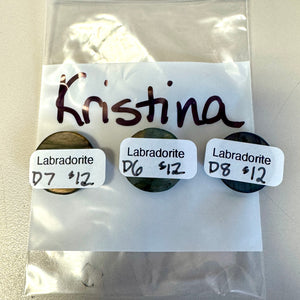 Kristina
Labradorite
D7 $12
Labradorite
D6 $12
Labradorite
D8 $12